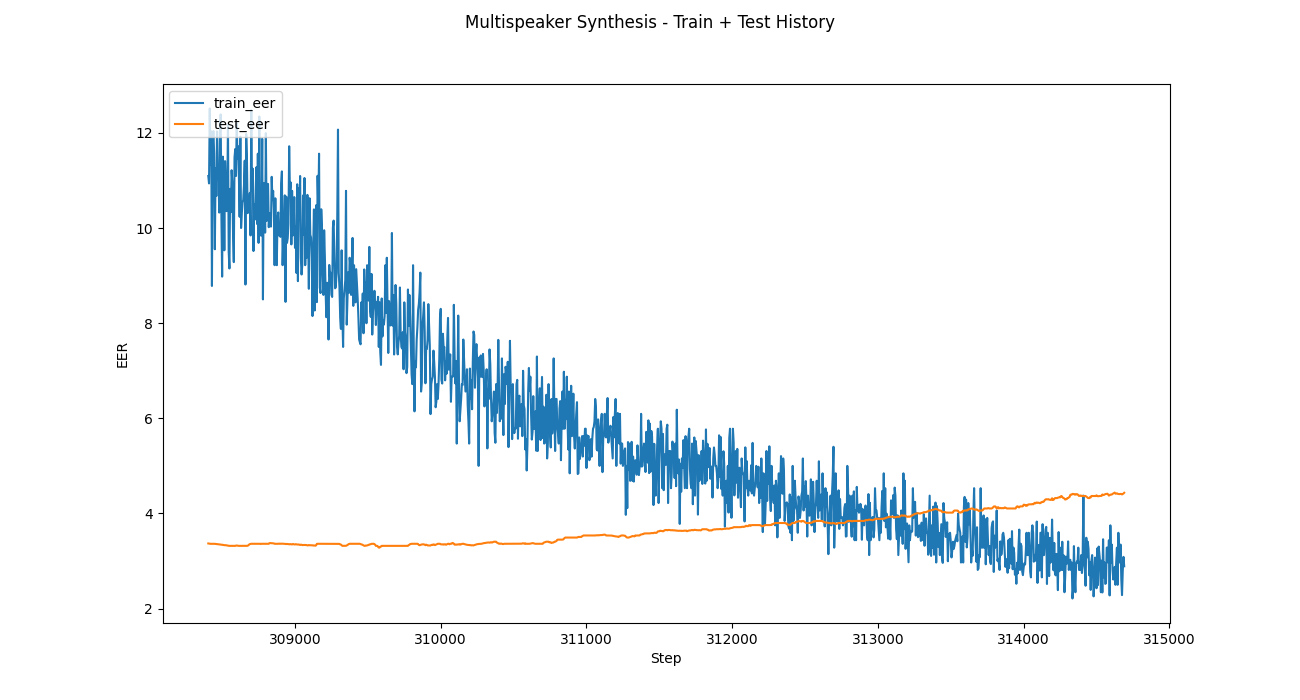 Multispeaker Synthesis - Train + Test History
train_eer
test_eer
12
10
8
6
4
2
EER
309000 310000 311000 312000 313000 314000 315000
Step